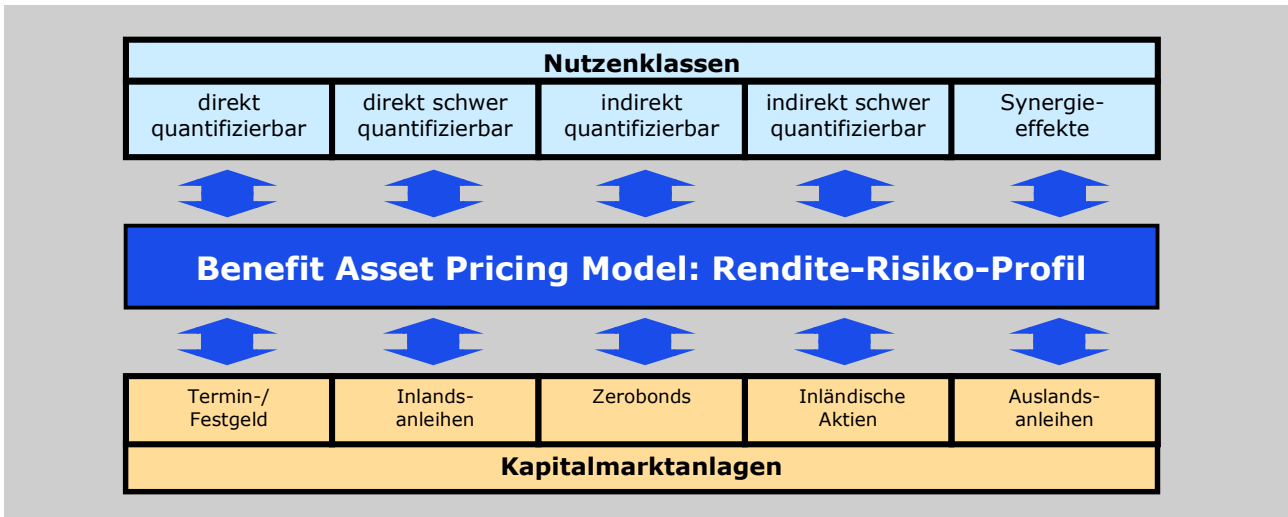 Nutzenklassen
direkt
quantifizierbar
direkt schwer
quantifizierbar
indirekt
quantifizierbar
indirekt schwer
quantifizierbar
Synergie-
effekte
Benefit Asset Pricing Model: Rendite-Risiko-Profil
Termin-/
Festgeld
Inlands-
anleihen
Zerobonds
Inländische
Aktien
Auslands-
anleihen
Kapitalmarktanlagen